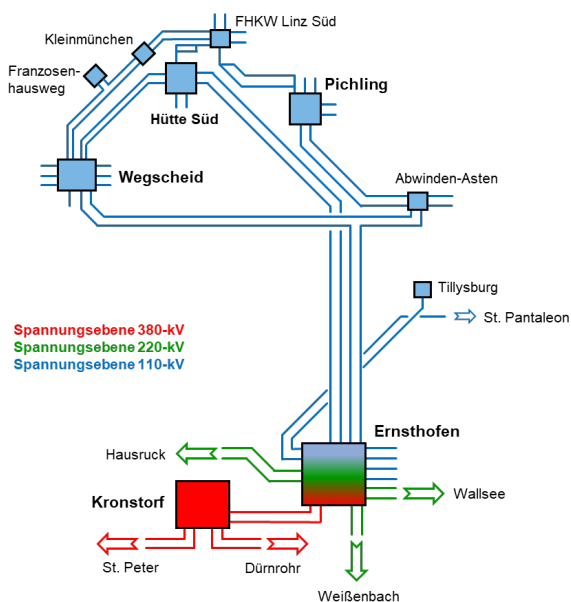 FHKW Linz Süd
Kleinmünchen
Franzosen-
hausweg
Pichling
Hütte Süd
Wegscheid
Abwinden-Asten
Tillysburg
St. Pantaleon
Spannungsebene 380-kV
Spannungsebene 220-kV
Spannungsebene 110-kV
Ernsthofen
Hausruck
Kronstorf
Wallsee
St. Peter
Dürnrohr
Weißenbach